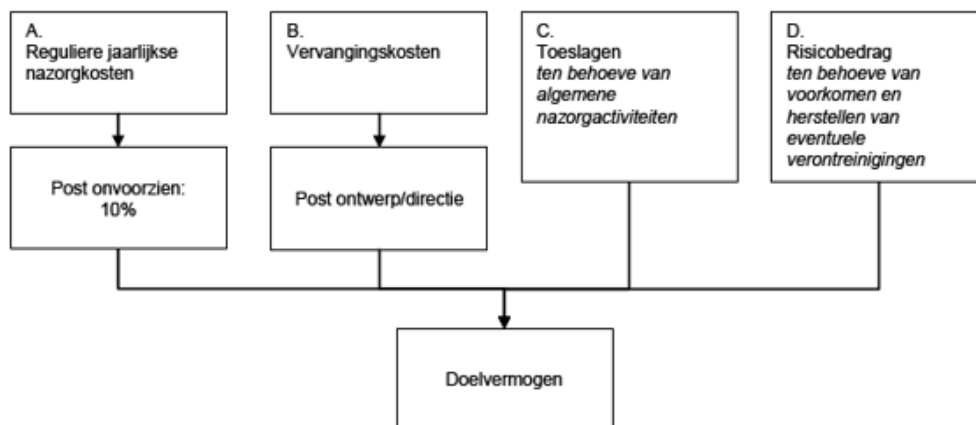 A.
Reguliere jaarlijkse
nazorgkosten
B.
Vervangingskosten
C.
Toeslagen
ten behoeve van
algemene
nazorgactiviteiten
D.
Risicobedrag
ten behoeve van
voorkomen en
herstellen van
eventuele
verontreinigingen
Post onvoorzien:
10%
Post ontwerp/directie
Doelvermogen